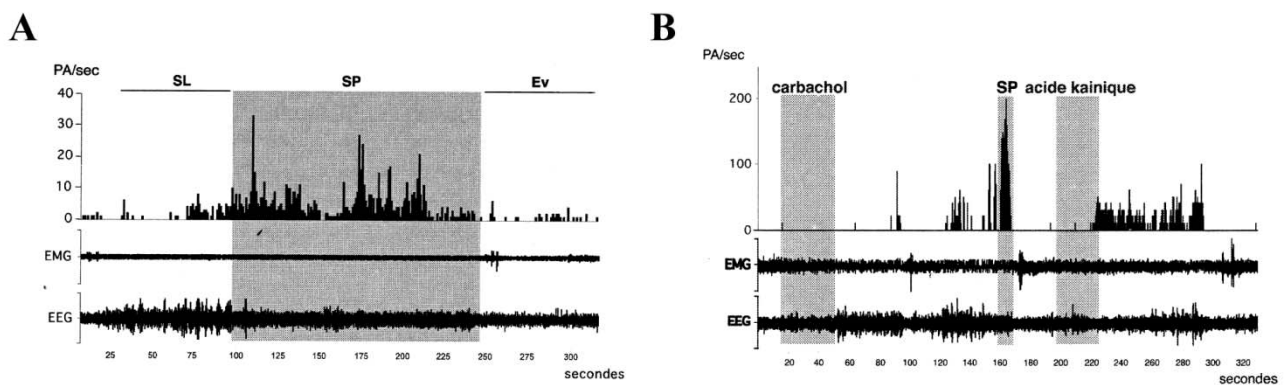 A
PA/sec
SL SP Ev
40
30
20
10
0
EMG
EEG
25 50 75 100 125 150 175 200 225 250 275 300
secondes
B
PA/sec
carbachol SP acide kainique
200
100
0
EMG
EEG
20 40 60 80 100 120 140 160 180 200 220 240 260 280 300 320
secondes